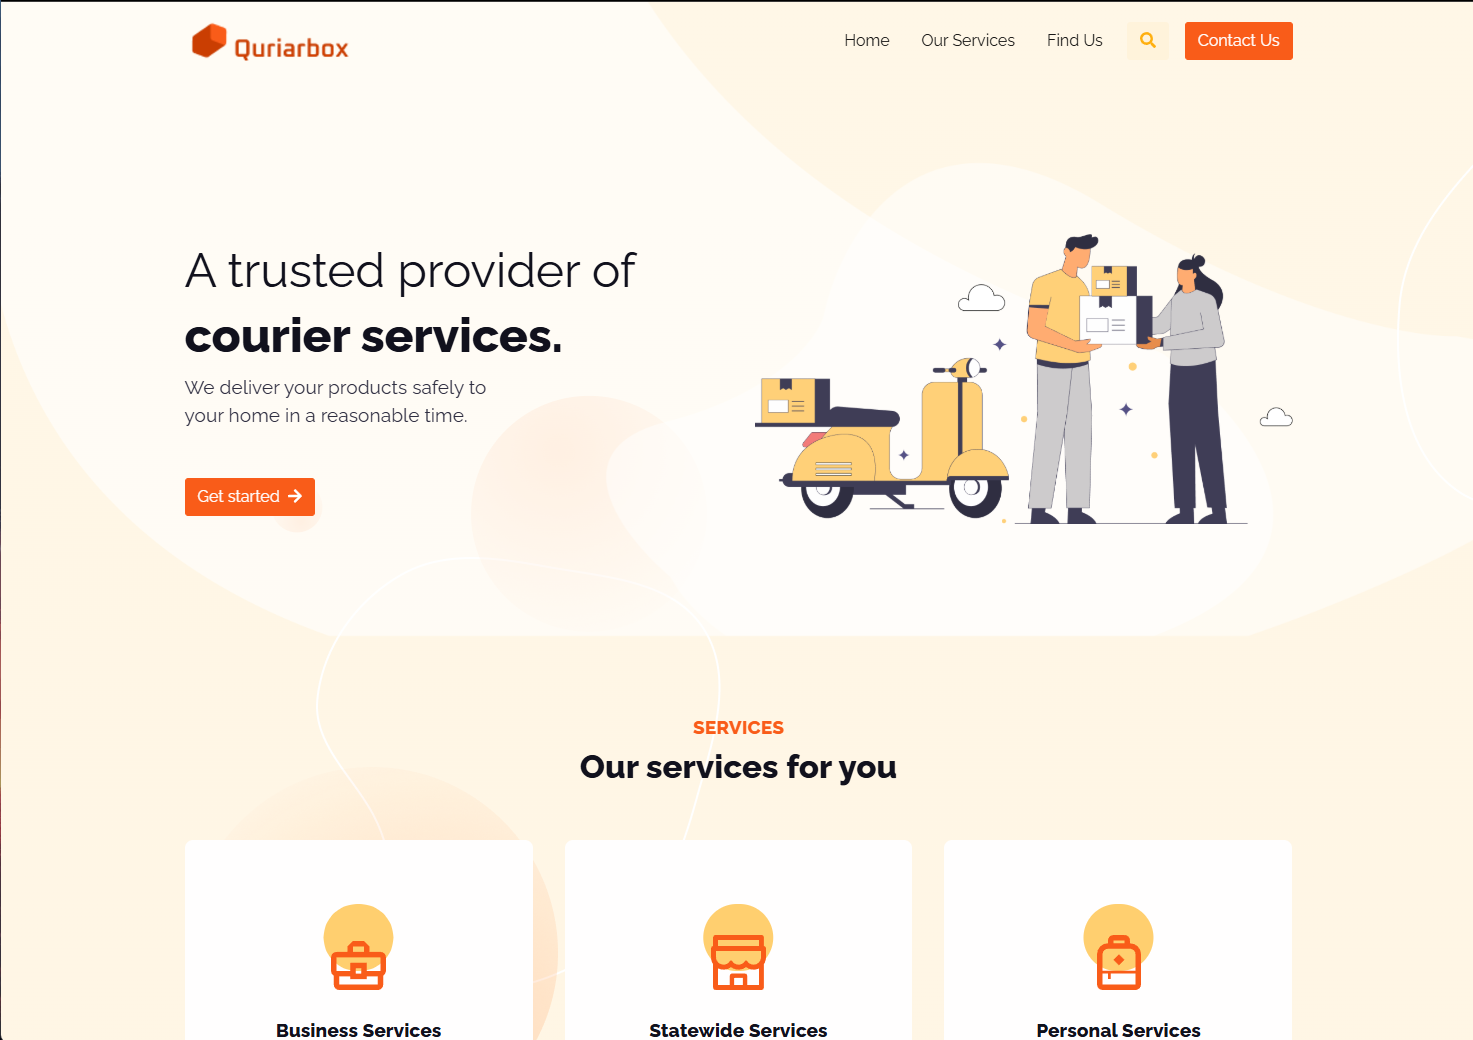 Quriarbox
Home
Our Services
Find Us
Contact Us
A trusted provider of
courier services.
We deliver your products safely to
your home in a reasonable time.
Get started
SERVICES
Our services for you
Business Services
Statewide Services
Personal Services